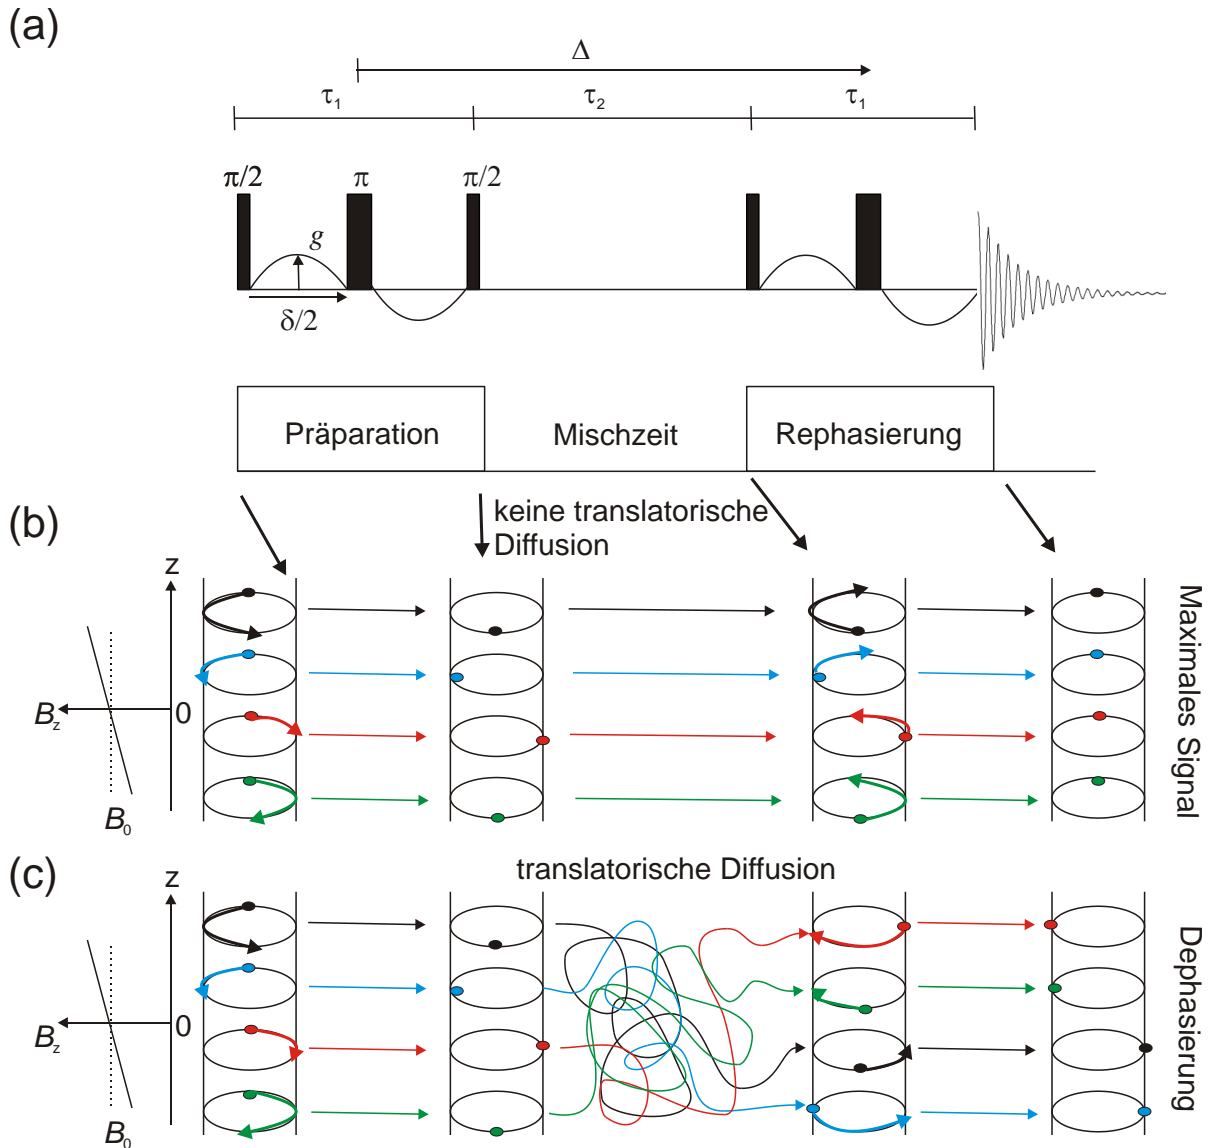 (a)
Δ
τ1 τ2 τ1
π/2 π π/2
g
δ/2
Präparation Mischzeit Rephasierung
(b)
keine translatorische
Diffusion
z
Bz
0
B0
Maximales Signal
(c)
translatorische Diffusion
z
Bz
0
B0
Dephasierung